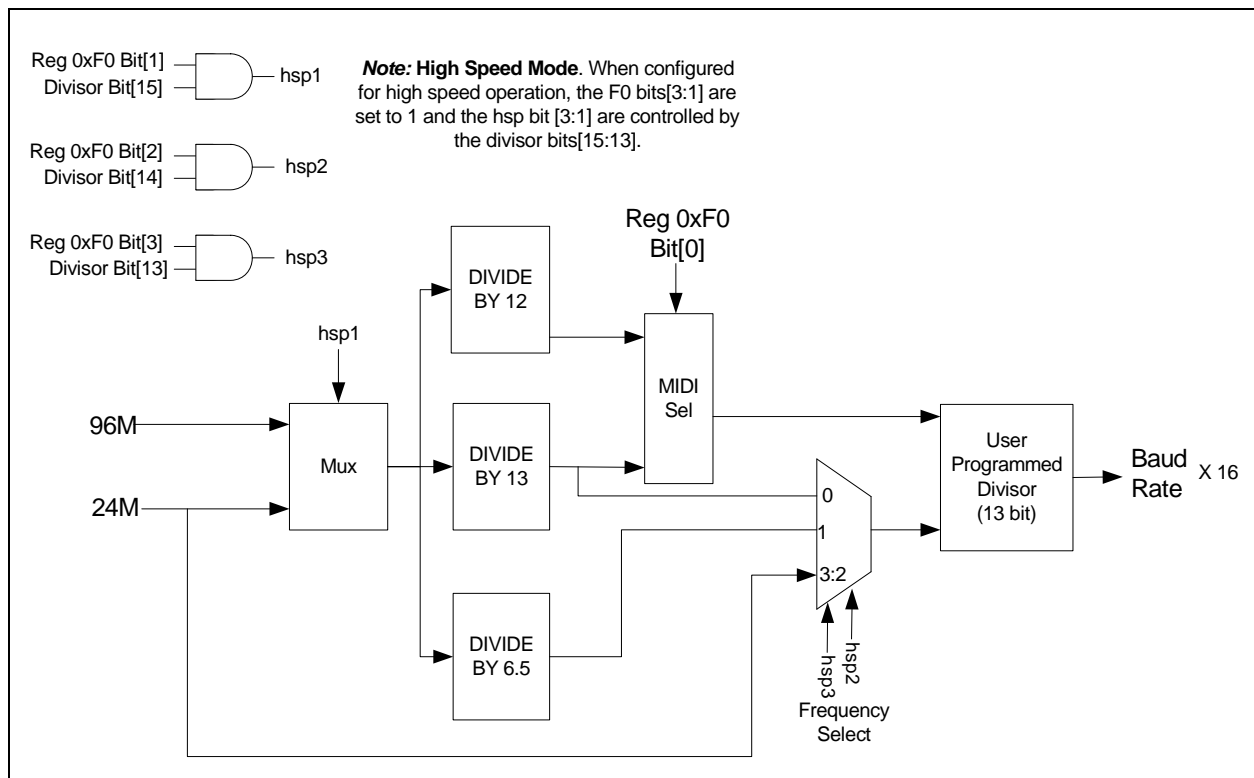 Reg 0xF0 Bit[1]
Divisor Bit[15]
hsp1
Note: High Speed Mode. When configured
for high speed operation, the F0 bits[3:1] are
set to 1 and the hsp bit [3:1] are controlled by
the divisor bits[15:13].
Reg 0xF0 Bit[2]
Divisor Bit[14]
hsp2
Reg 0xF0 Bit[3]
Divisor Bit[13]
hsp3
Reg 0xF0
Bit[0]
DIVIDE
BY 12
hsp1
MIDI
Sel
96M
24M
Mux
DIVIDE
BY 13
0
1
3:2
User
Programmed
Divisor
(13 bit)
Baud
Rate
X 16
DIVIDE
BY 6.5
hsp3
hsp2
Frequency
Select